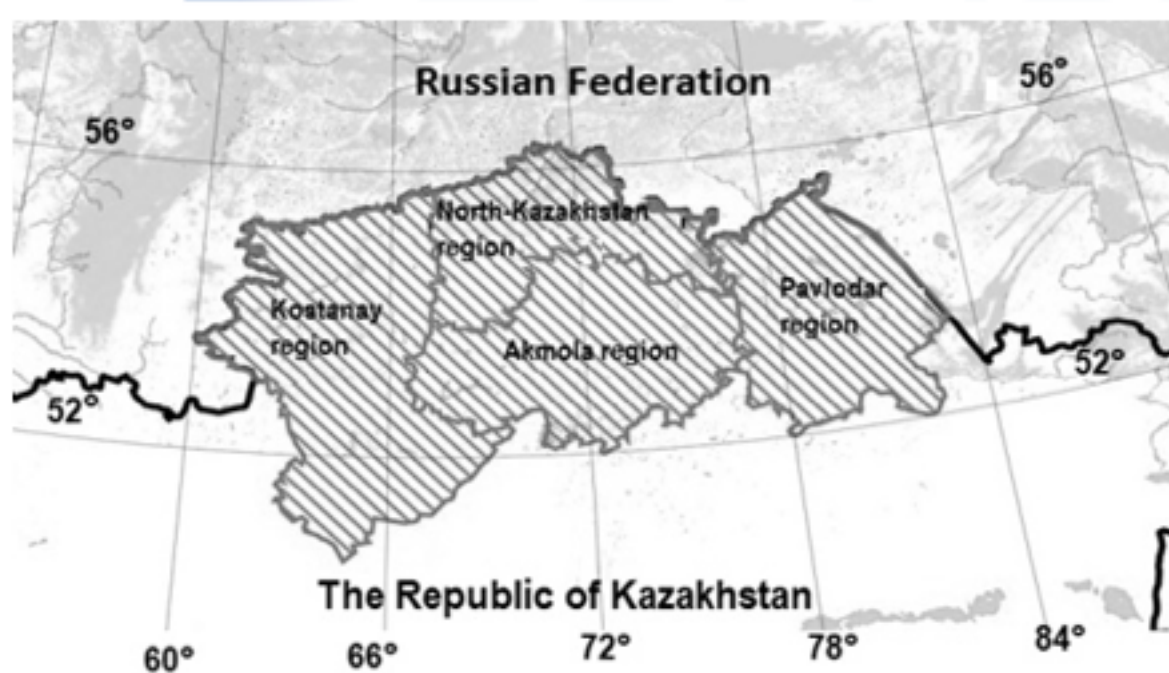 Russian Federation
56°
56°
North-Kazakhstan
region
Kostanay
region
Pavlodar
region
Akmola region
52°
52°
The Republic of Kazakhstan
60°
66°
72°
78°
84°